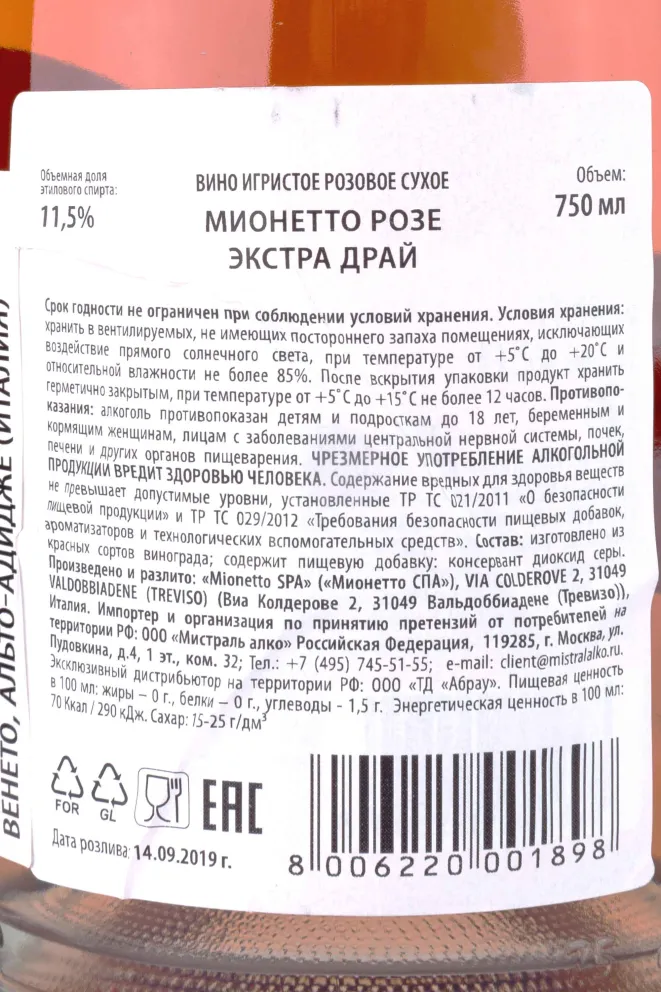 Объемная доля
этилового спирта:
11,5%
ВИНО ИГРИСТОЕ РОЗОВОЕ СУХОЕ
МИОНЕТТО РОЗЕ
ЭКСТРА ДРАЙ
Объем:
750 мл
Срок годности не ограничен при соблюдении условий хранения. Условия хранения:
хранить в вентилируемых, не имеющих постороннего запаха помещениях, исключающих
воздействие прямого солнечного света, при температуре от +5˚С до +20˚С и
относительной влажности не более 85%. После вскрытия упаковки продукт хранить
герметично закрытым, при температуре от +5˚С до +15˚С не более 12 часов. Противопо-
казания: алкоголь противопоказан детям и подросткам до 18 лет, беременным и
кормящим женщинам, лицам с заболеваниями центральной нервной системы, почек,
печени и других органов пищеварения. ЧРЕЗМЕРНОЕ УПОТРЕБЛЕНИЕ АЛКОГОЛЬНОЙ
ПРОДУКЦИИ ВРЕДИТ ЗДОРОВЬЮ ЧЕЛОВЕКА. Содержание вредных для здоровья веществ
не превышает допустимые уровни, установленные ТР ТС 021/2011 «О безопасности
пищевой продукции» и ТР ТС 029/2012 «Требования безопасности пищевых добавок,
ароматизаторов и технологических вспомогательных средств». Состав: изготовлено из
красных сортов винограда; содержит пищевую добавку: консервант диоксид серы.
Произведено и разлито: «Mionetto SPA» («Мионетто СПА»), VIA COLDEROVE 2, 31049
VALDOBBIADENE (TREVISO) (Виа Колдерове 2, 31049 Вальдоббиадене (Тревизо)),
Италия. Импортер и организация по принятию претензий от потребителей на
территории РФ: ООО «Мистраль алко» Российская Федерация, 119285, г. Москва, ул.
Пудовкина, д.4, 1 эт., ком. 32; Тел.: +7 (495) 745-51-55; e-mail: client@mistralalko.ru.
Эксклюзивный дистрибьютор на территории РФ: ООО «ТД «Абрау». Пищевая ценность
в 100 мл: жиры – 0 г., белки – 0 г., углеводы - 1,5 г. Энергетическая ценность в 100 мл:
70 Ккал / 290 кДж. Сахар: 15-25 г/дм³
FOR
GL
EAC
Дата розлива: 14.09.2019 г.
8 006220 001898
ВЕНЕТО, АЛЬТО-АДИДЖЕ (ИТАЛИЯ)